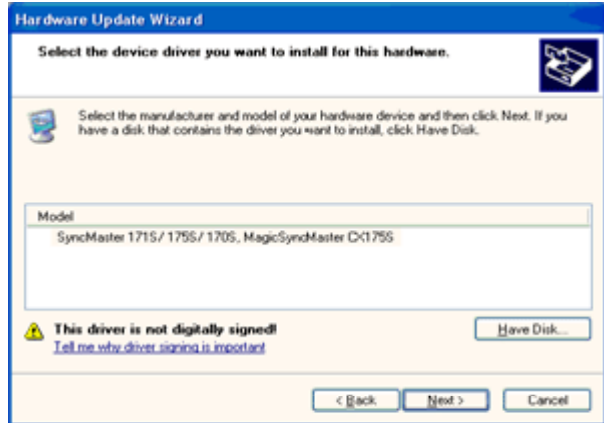 Hardware Update Wizard
Select the device driver you want to install for this hardware.
Select the manufacturer and model of your hardware device and then click Next. If you
have a disk that contains the driver you want to install, click Have Disk.
Model
SyncMaster 171S/ 175S/ 170S, MagicSyncMaster CX175S
This driver is not digitally signed!
Have Disk...
Tell me why driver signing is important
< Back
Next >
Cancel